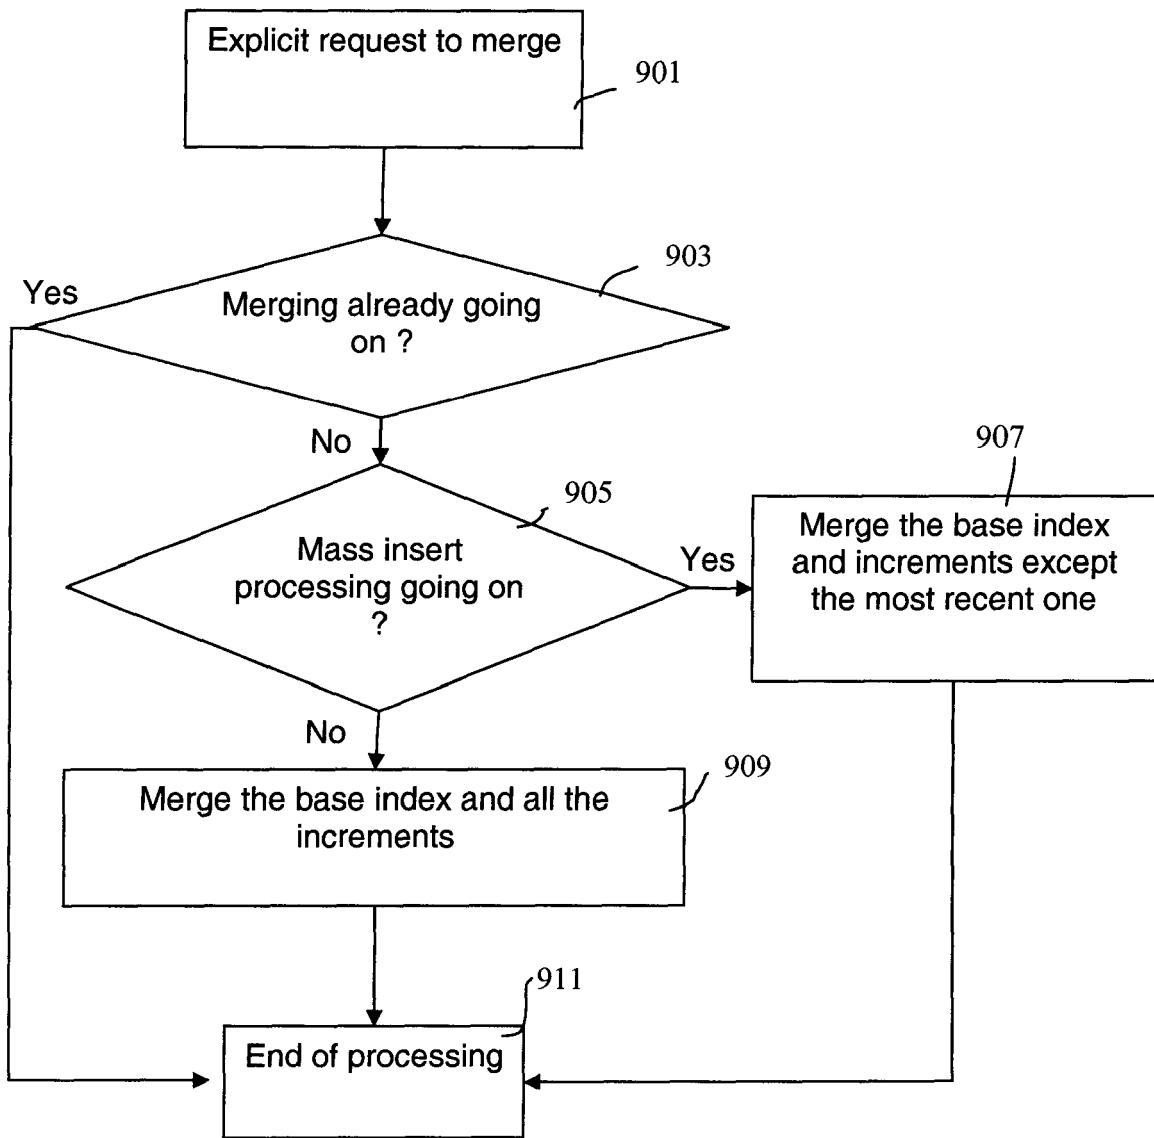 Explicit request to merge
901
903
Yes
Merging already going
on ?
No
907
905
Merge the base index
and increments except
the most recent one
Mass insert
processing going on
?
Yes
No
909
Merge the base index and all the
increments
911
End of processing